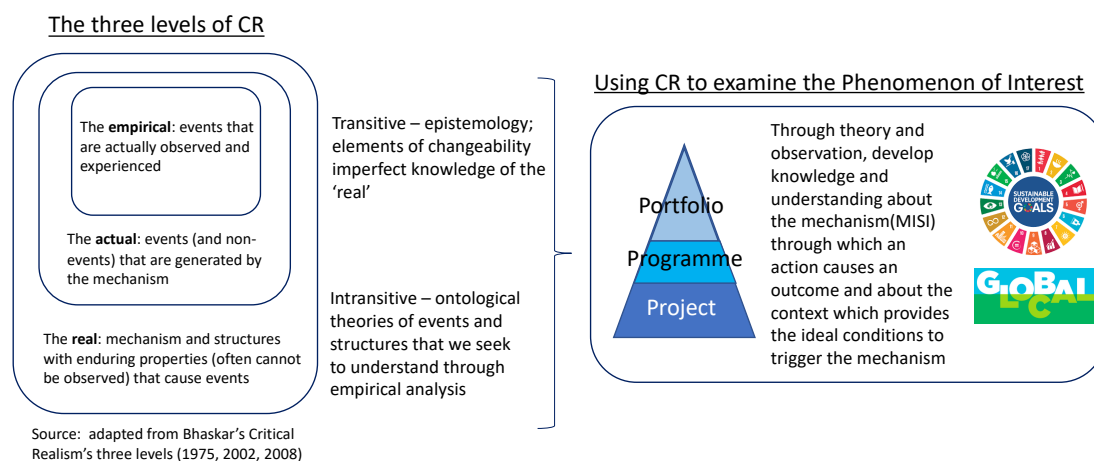 The three levels of CR
The empirical: events that
are actually observed and
experienced
The actual: events (and non-
events) that are generated by
the mechanism
The real: mechanism and structures
with enduring properties (often cannot
be observed) that cause events
Source:  adapted from Bhaskar's Critical
Realism's three levels (1975, 2002, 2008)
Transitive – epistemology;
elements of changeability
imperfect knowledge of the
'real'
Intransitive – ontological
theories of events and
structures that we seek
to understand through
empirical analysis
Using CR to examine the Phenomenon of Interest
Portfolio
Programme
Project
Through theory and
observation, develop
knowledge and
understanding about
the mechanism(MISI)
through which an
action causes an
outcome and about the
context which provides
the ideal conditions to
trigger the mechanism
SUSTAINABLE
DEVELOPMENT
GOALS
GLOBAL
LOCAL